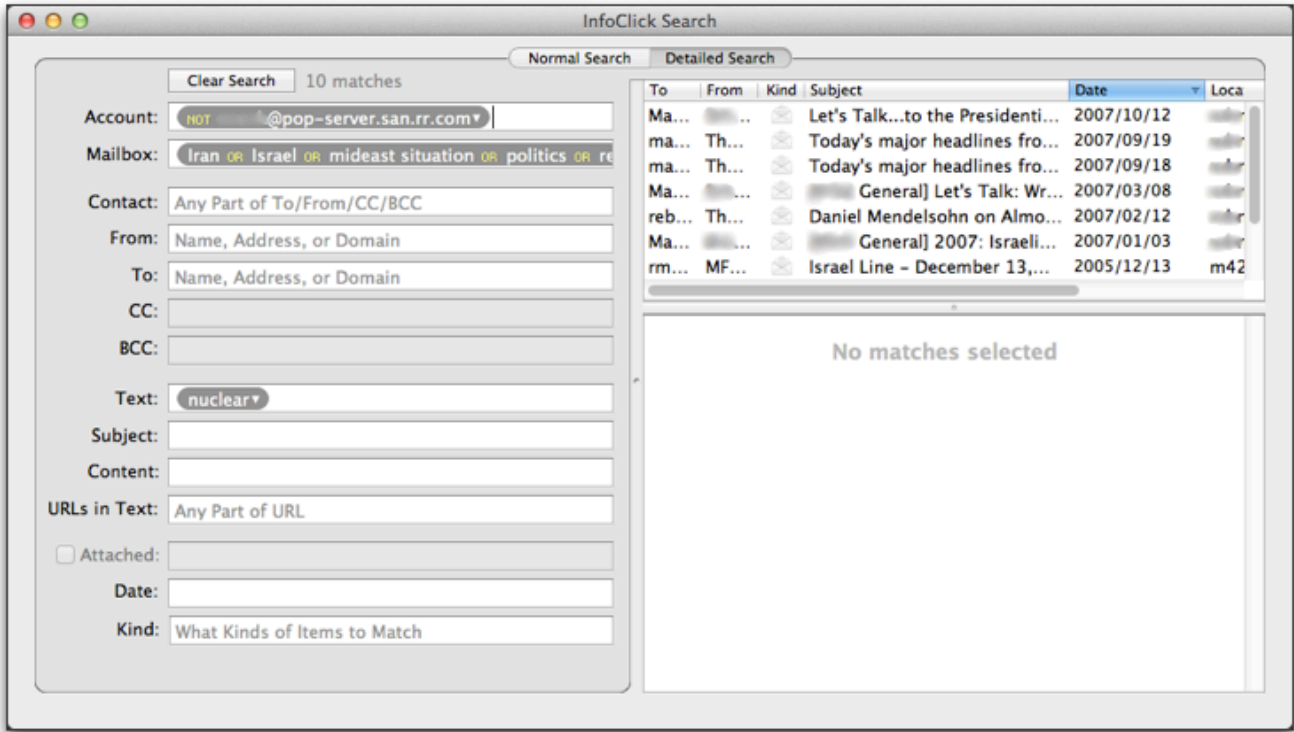 InfoClick Search
Normal Search Detailed Search
Clear Search 10 matches
Account: NOT @pop-server.san.rr.com
Mailbox: Iran OR Israel OR mideast situation OR politics OR re
Contact: Any Part of To/From/CC/BCC
From: Name, Address, or Domain
To: Name, Address, or Domain
CC:
BCC:
Text: nuclear
Subject:
Content:
URLs in Text: Any Part of URL
Attached:
Date:
Kind: What Kinds of Items to Match
To From Kind Subject Date Loca
Ma... ... Let's Talk...to the Presidenti... 2007/10/12
ma... Th... Today's major headlines fro... 2007/09/19
ma... Th... Today's major headlines fro... 2007/09/18
Ma... ... General] Let's Talk: Wr... 2007/03/08
reb... Th... Daniel Mendelsohn on Almo... 2007/02/12
Ma... ... General] 2007: Israeli... 2007/01/03
rm... MF... Israel Line – December 13,... 2005/12/13 m42
No matches selected